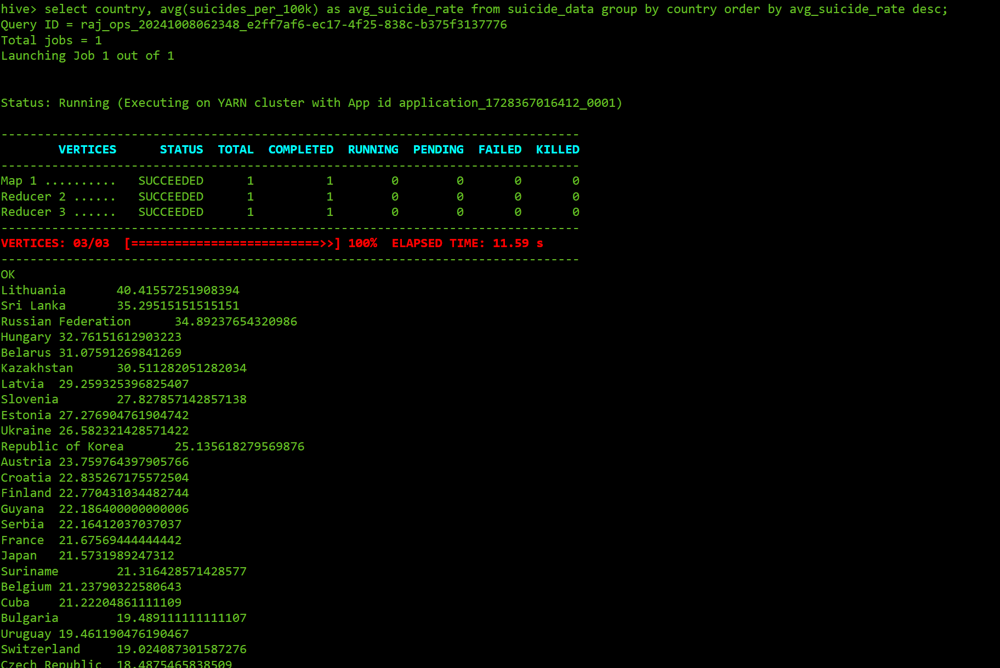 hive> select country, avg(suicides_per_100k) as avg_suicide_rate from suicide_data group by country order by avg_suicide_rate desc;
Query ID = raj_ops_20241008062348_e2ff7af6-ec17-4f25-838c-b375f3137776
Total jobs = 1
Launching Job 1 out of 1
Status: Running (Executing on YARN cluster with App id application_1728367016412_0001)
--------------------------------------------------------------------------------
        VERTICES      STATUS  TOTAL  COMPLETED  RUNNING  PENDING  FAILED  KILLED
--------------------------------------------------------------------------------
Map 1 ..........   SUCCEEDED      1          1        0        0       0       0
Reducer 2 ......   SUCCEEDED      1          1        0        0       0       0
Reducer 3 ......   SUCCEEDED      1          1        0        0       0       0
--------------------------------------------------------------------------------
VERTICES: 03/03  [==========================>>] 100%  ELAPSED TIME: 11.59 s
--------------------------------------------------------------------------------
OK
Lithuania       40.41557251908394
Sri Lanka       35.29515151515151
Russian Federation      34.89237654320986
Hungary 32.76151612903223
Belarus 31.07591269841269
Kazakhstan      30.511282051282034
Latvia  29.259325396825407
Slovenia        27.827857142857138
Estonia 27.276904761904742
Ukraine 26.582321428571422
Republic of Korea       25.135618279569876
Austria 23.759764397905766
Croatia 22.835267175572504
Finland 22.770431034482744
Guyana  22.186400000000006
Serbia  22.16412037037037
France  21.67569444444442
Japan   21.5731989247312
Suriname        21.316428571428577
Belgium 21.23790322580643
Cuba    21.22204861111109
Bulgaria        19.489111111111107
Uruguay 19.461190476190467
Switzerland     19.024087301587276
Czech Republic  18.4875465838509